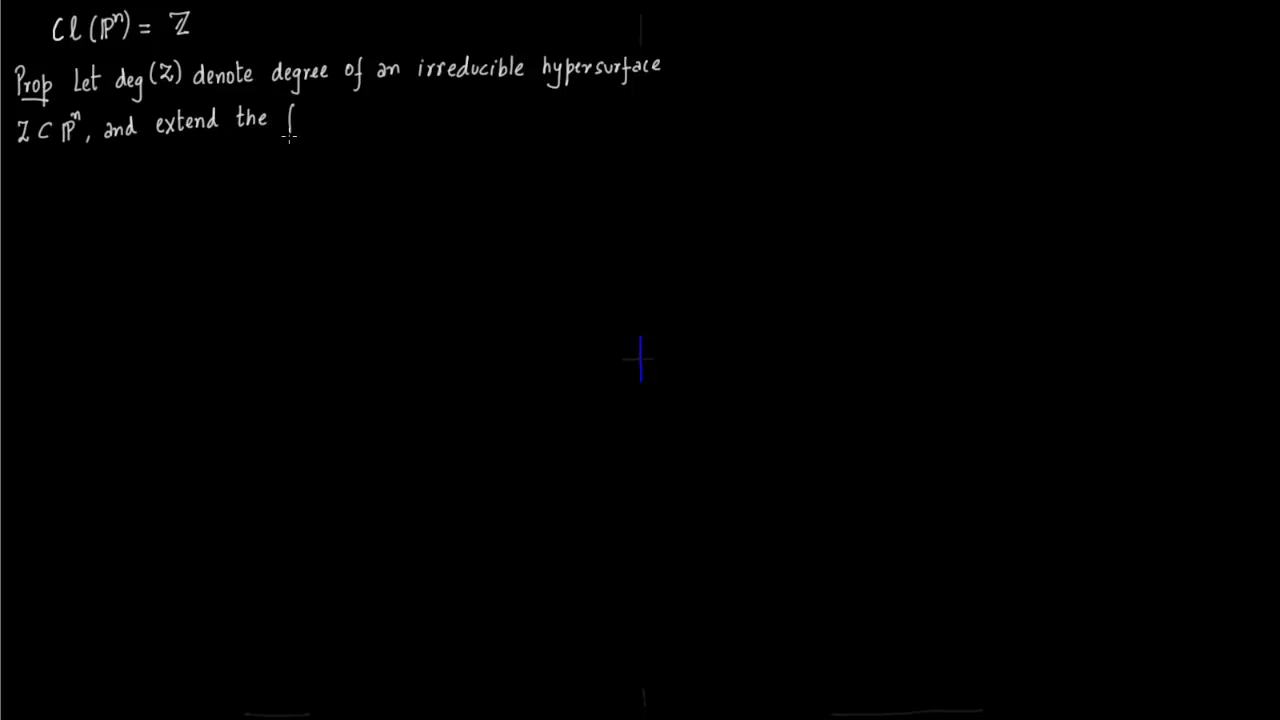 Cl(ℙⁿ) = ℤ
Prop Let deg(Z) denote degree of an irreducible hypersurface
Z ⊂ ℙⁿ, and extend the